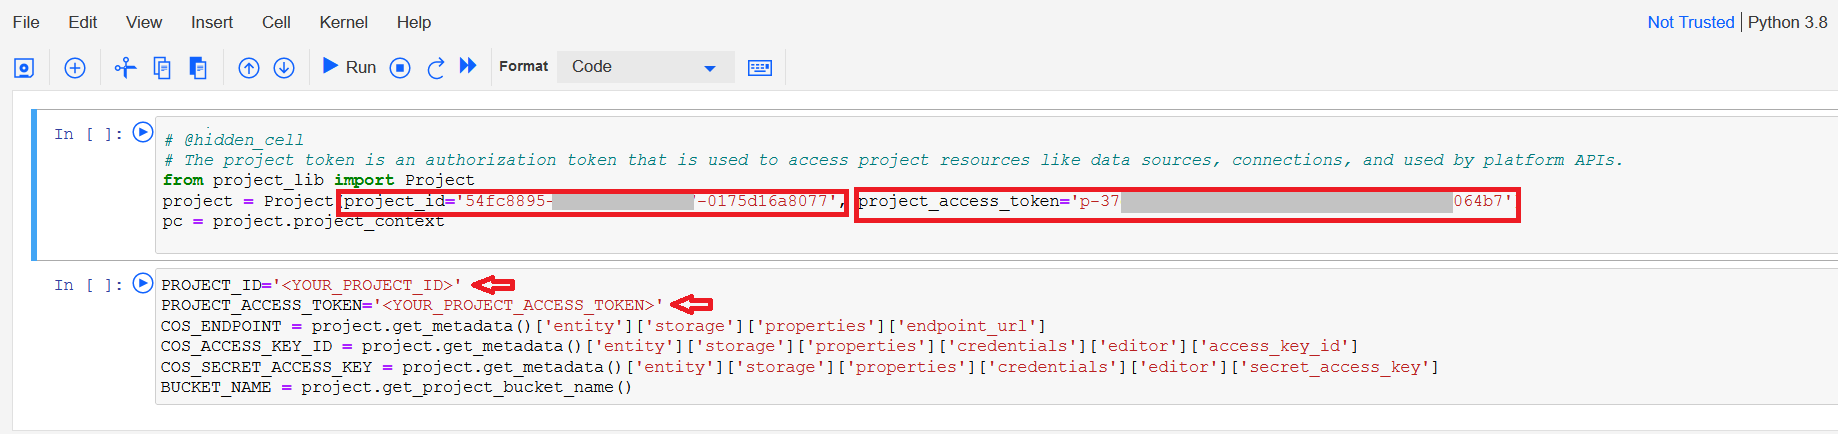 File Edit View Insert Cell Kernel Help Not Trusted Python 3.8
Run Format Code
In [ ]:
# @hidden_cell
# The project token is an authorization token that is used to access project resources like data sources, connections, and used by platform APIs.
from project_lib import Project
project = Project(project_id='54fc8895- -0175d16a8077', project_access_token='p-37 064b7'
pc = project.project_context
In [ ]:
PROJECT_ID='<YOUR_PROJECT_ID>'
PROJECT_ACCESS_TOKEN='<YOUR_PROJECT_ACCESS_TOKEN>'
COS_ENDPOINT = project.get_metadata()['entity']['storage']['properties']['endpoint_url']
COS_ACCESS_KEY_ID = project.get_metadata()['entity']['storage']['properties']['credentials']['editor']['access_key_id']
COS_SECRET_ACCESS_KEY = project.get_metadata()['entity']['storage']['properties']['credentials']['editor']['secret_access_key']
BUCKET_NAME = project.get_project_bucket_name()